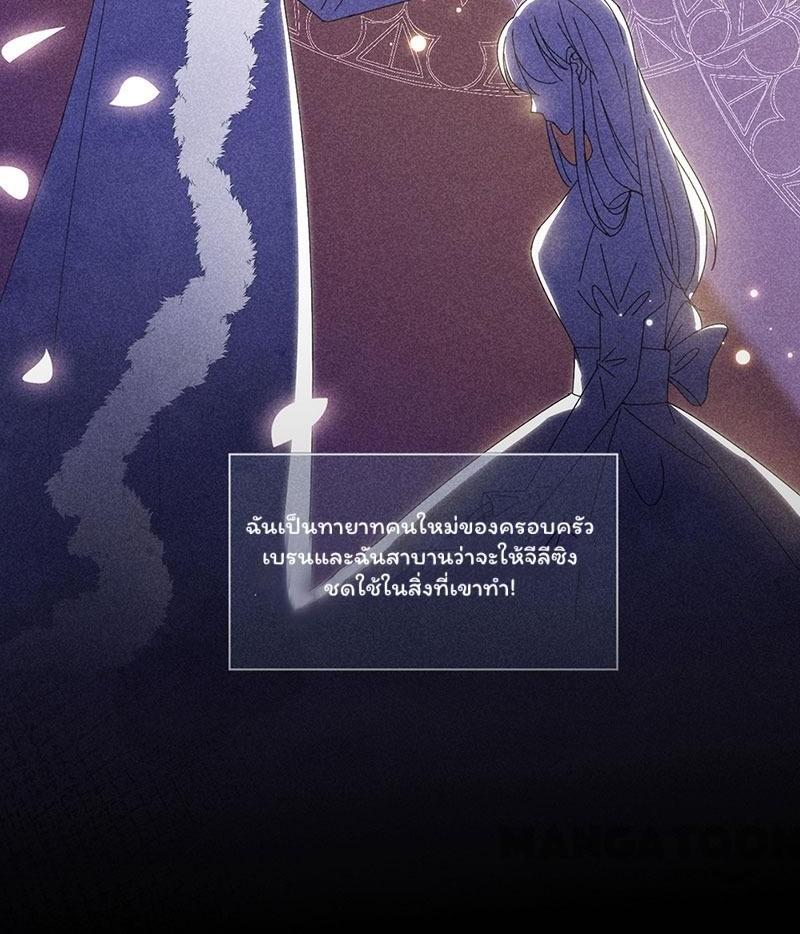 ฉันเป็นทายาทคนใหม่ของครอบครัว
เบรนและฉันสาบานว่าจะให้จีลีซิง
ชดใช้ในสิ่งที่เขาทำ!
MANGATOON